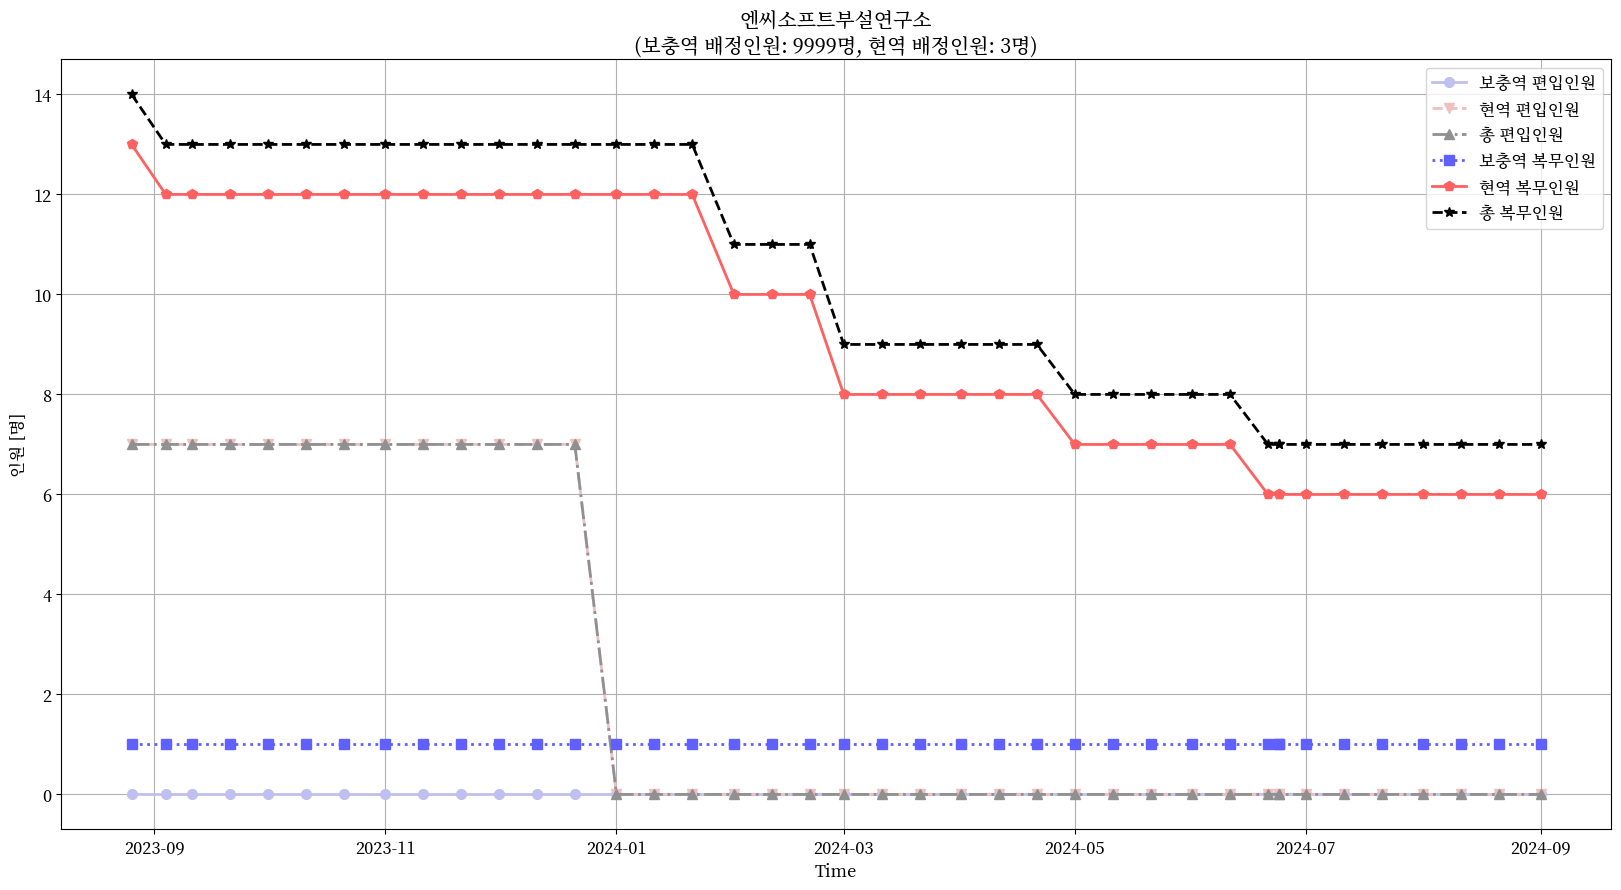 엔씨소프트부설연구소
(보충역 배정인원: 9999명, 현역 배정인원: 3명)
보충역 편입인원
현역 편입인원
총 편입인원
보충역 복무인원
현역 복무인원
총 복무인원
인원 [명]
14
12
10
8
6
4
2
0
2023-09
2023-11
2024-01
2024-03
2024-05
2024-07
2024-09
Time